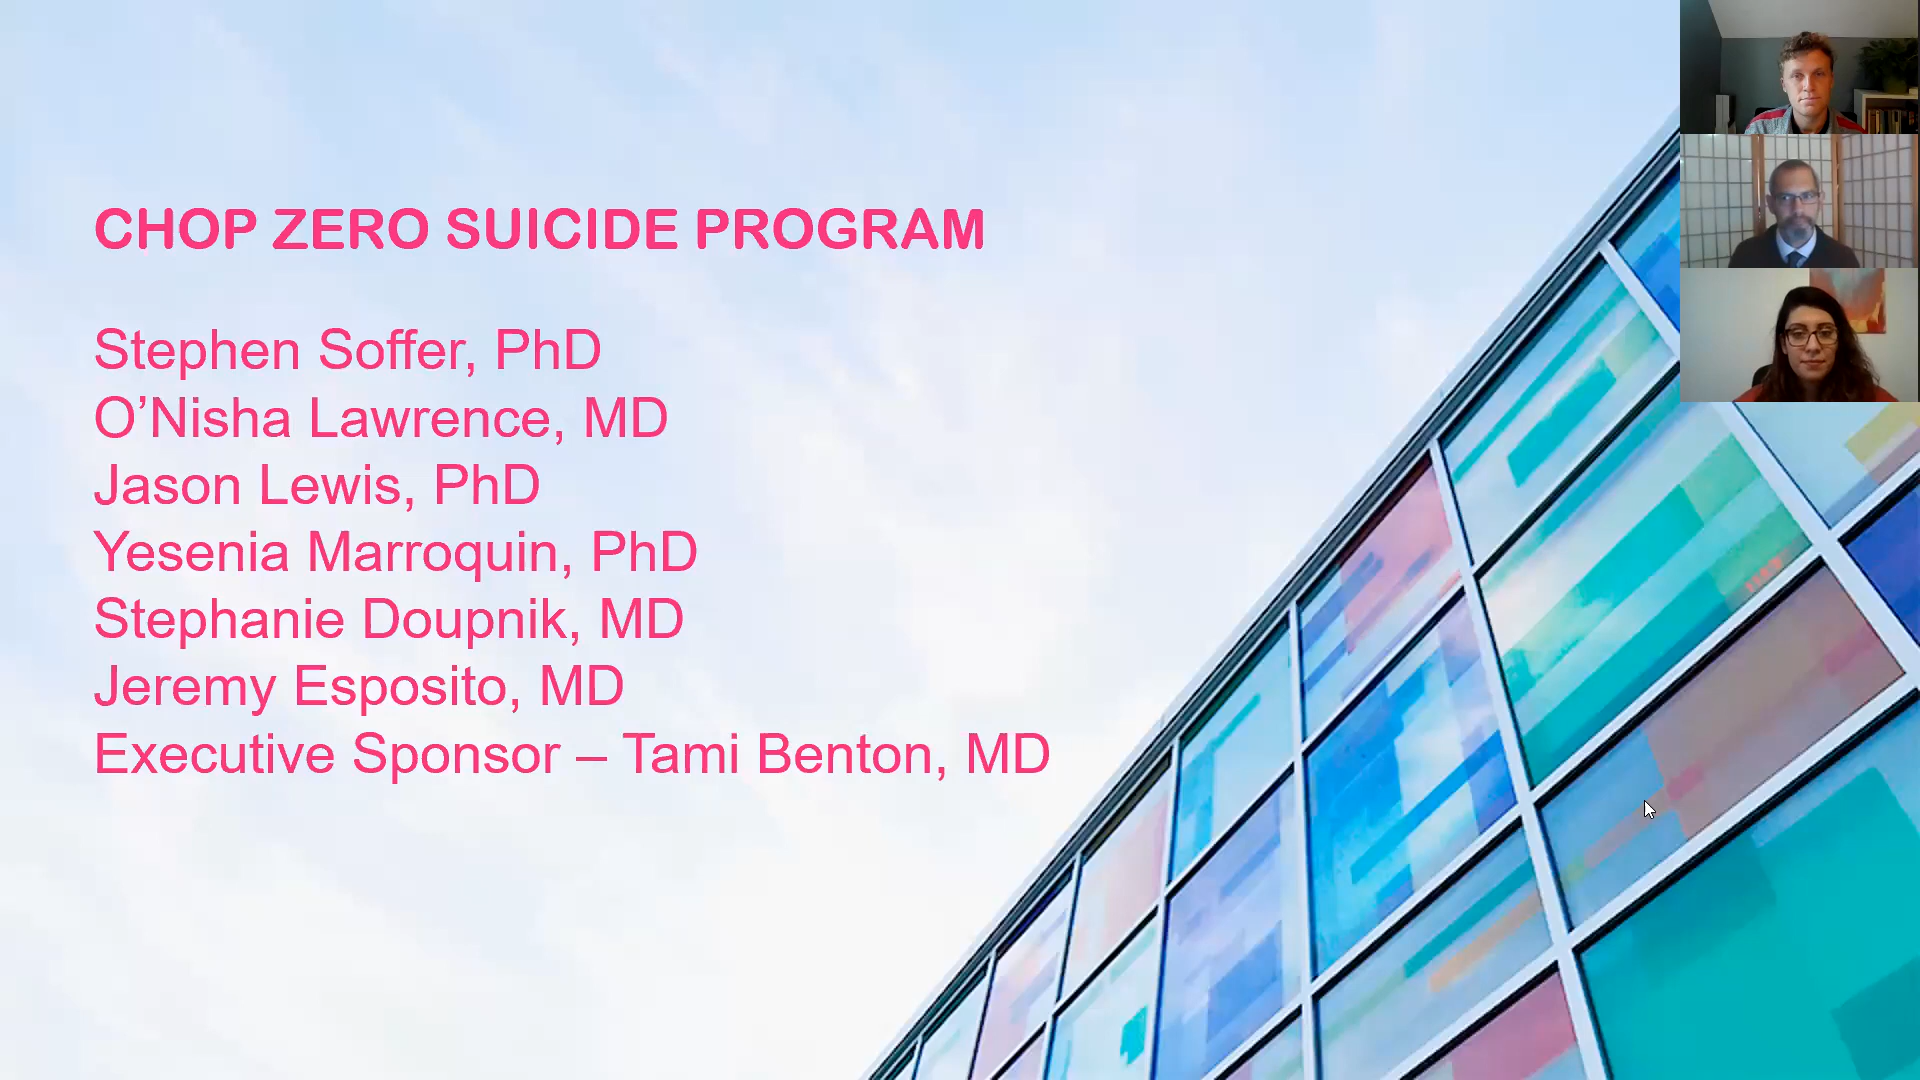 CHOP ZERO SUICIDE PROGRAM
Stephen Soffer, PhD
O’Nisha Lawrence, MD
Jason Lewis, PhD
Yesenia Marroquin, PhD
Stephanie Doupnik, MD
Jeremy Esposito, MD
Executive Sponsor – Tami Benton, MD